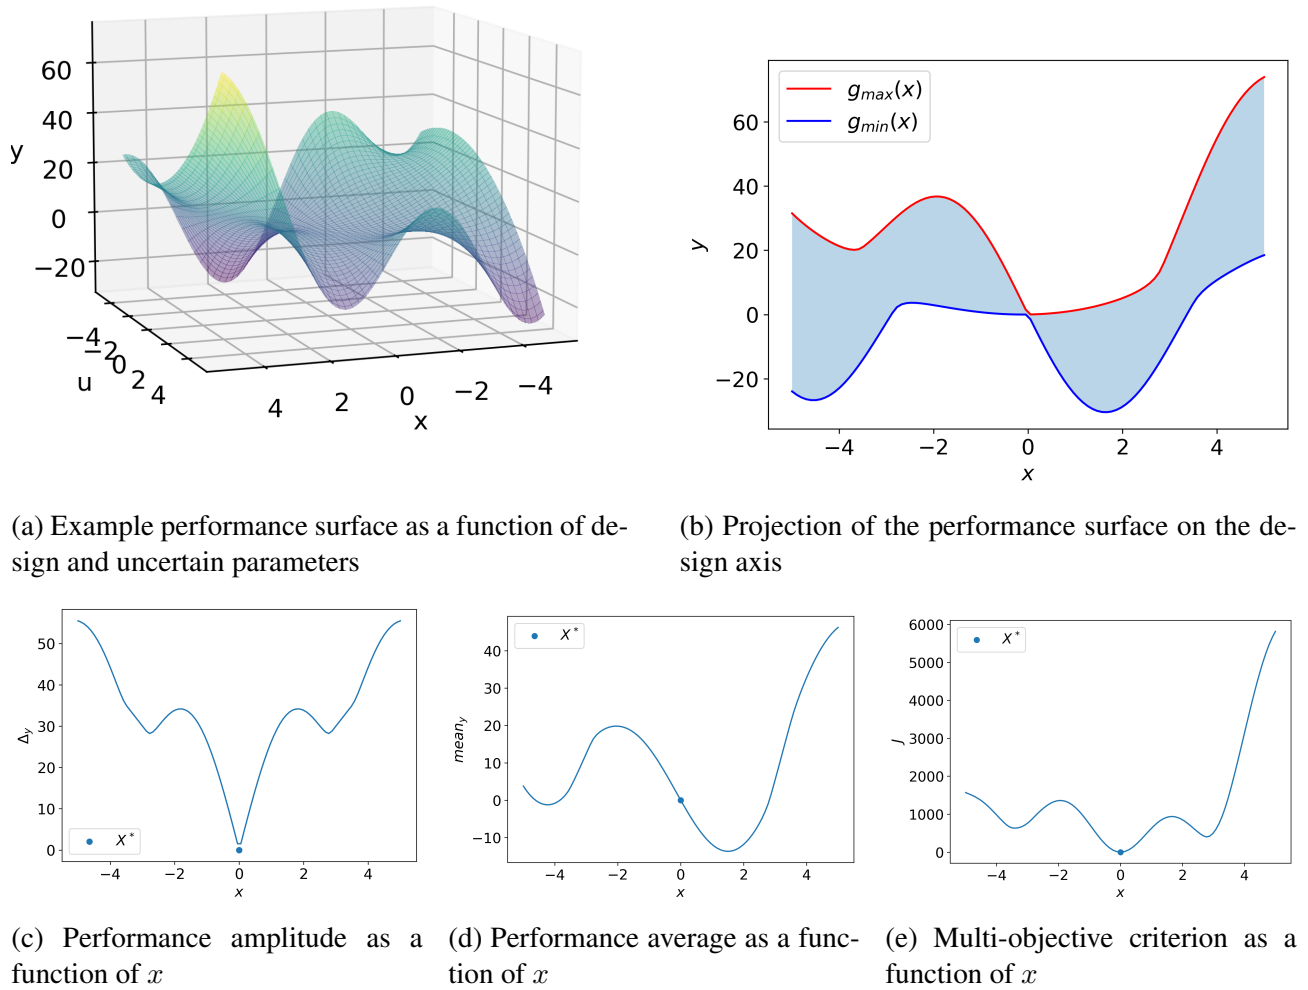 60
40
20
y
0
−20
−4
−2
0
2
4
u
4
2
0
−2
−4
x
g_max(x)
g_min(x)
60
40
20
0
−20
y
−4 −2 0 2 4
x
(a) Example performance surface as a function of de-
sign and uncertain parameters
(b) Projection of the performance surface on the de-
sign axis
50
40
30
20
10
0
Δ_y
X*
−4 −2 0 2 4
x
X*
40
30
20
10
0
−10
mean_y
−4 −2 0 2 4
x
6000
5000
4000
3000
2000
1000
0
J
X*
−4 −2 0 2 4
x
(c) Performance amplitude as a
function of x
(d) Performance average as a func-
tion of x
(e) Multi-objective criterion as a
function of x